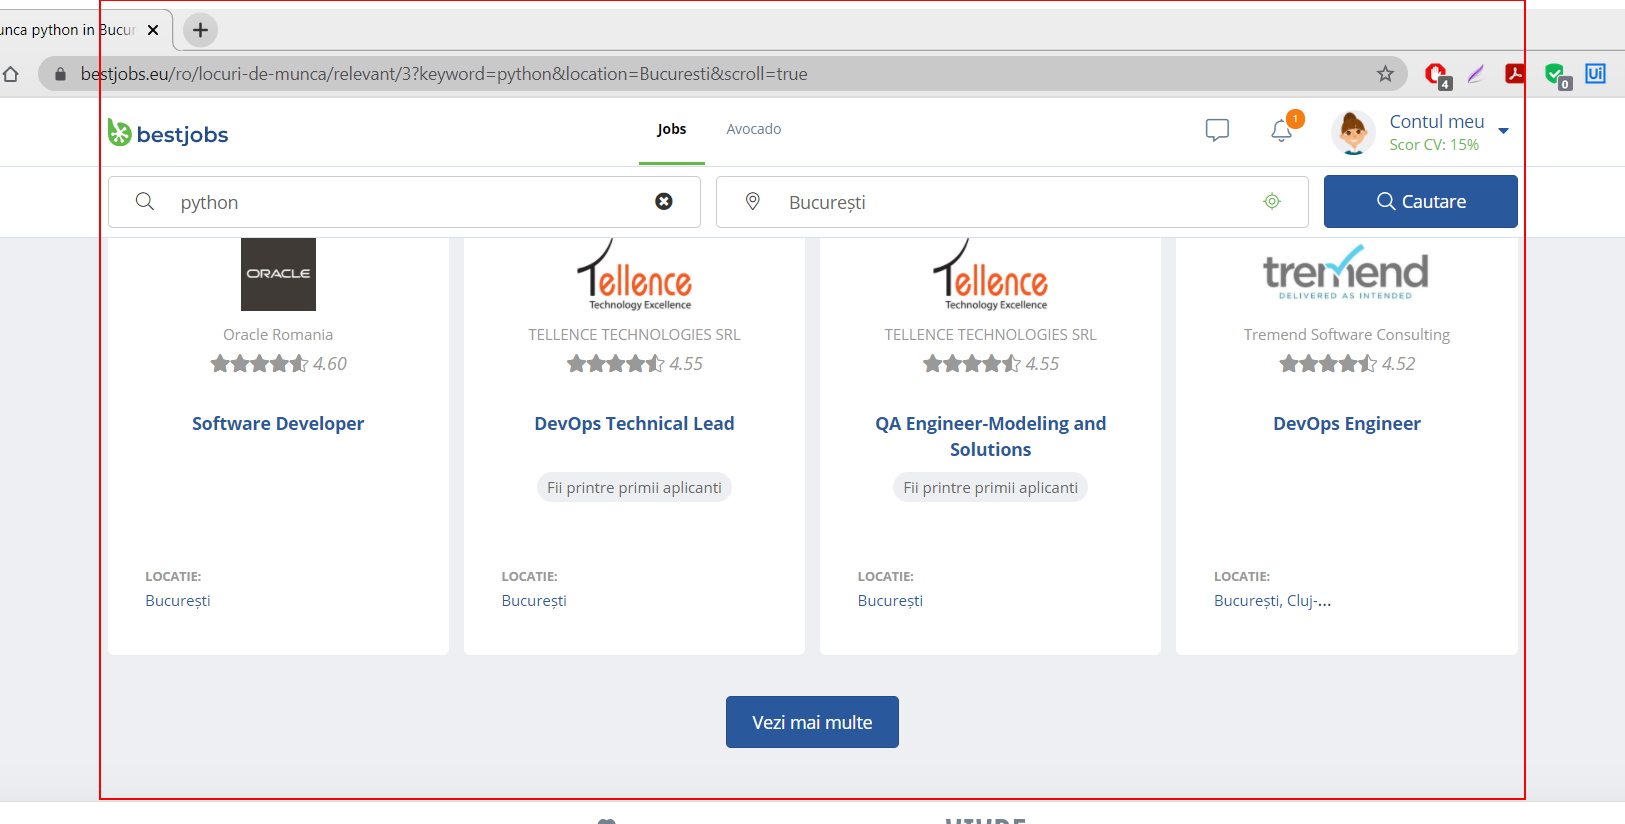 unca python in Bucur
bestjobs.eu/ro/locuri-de-munca/relevant/3?keyword=python&location=Bucuresti&scroll=true
4
0
Ui
bestjobs
Jobs
Avocado
1
Contul meu
Scor CV: 15%
python
București
Cautare
ORACLE
Tellence
Technology Excellence
Tellence
Technology Excellence
tremend
DELIVERED AS INTENDED
Oracle Romania
TELLENCE TECHNOLOGIES SRL
TELLENCE TECHNOLOGIES SRL
Tremend Software Consulting
4.60
4.55
4.55
4.52
Software Developer
DevOps Technical Lead
QA Engineer-Modeling and
Solutions
DevOps Engineer
Fii printre primii aplicanti
Fii printre primii aplicanti
LOCATIE:
București
LOCATIE:
București
LOCATIE:
București
LOCATIE:
București, Cluj-...
Vezi mai multe